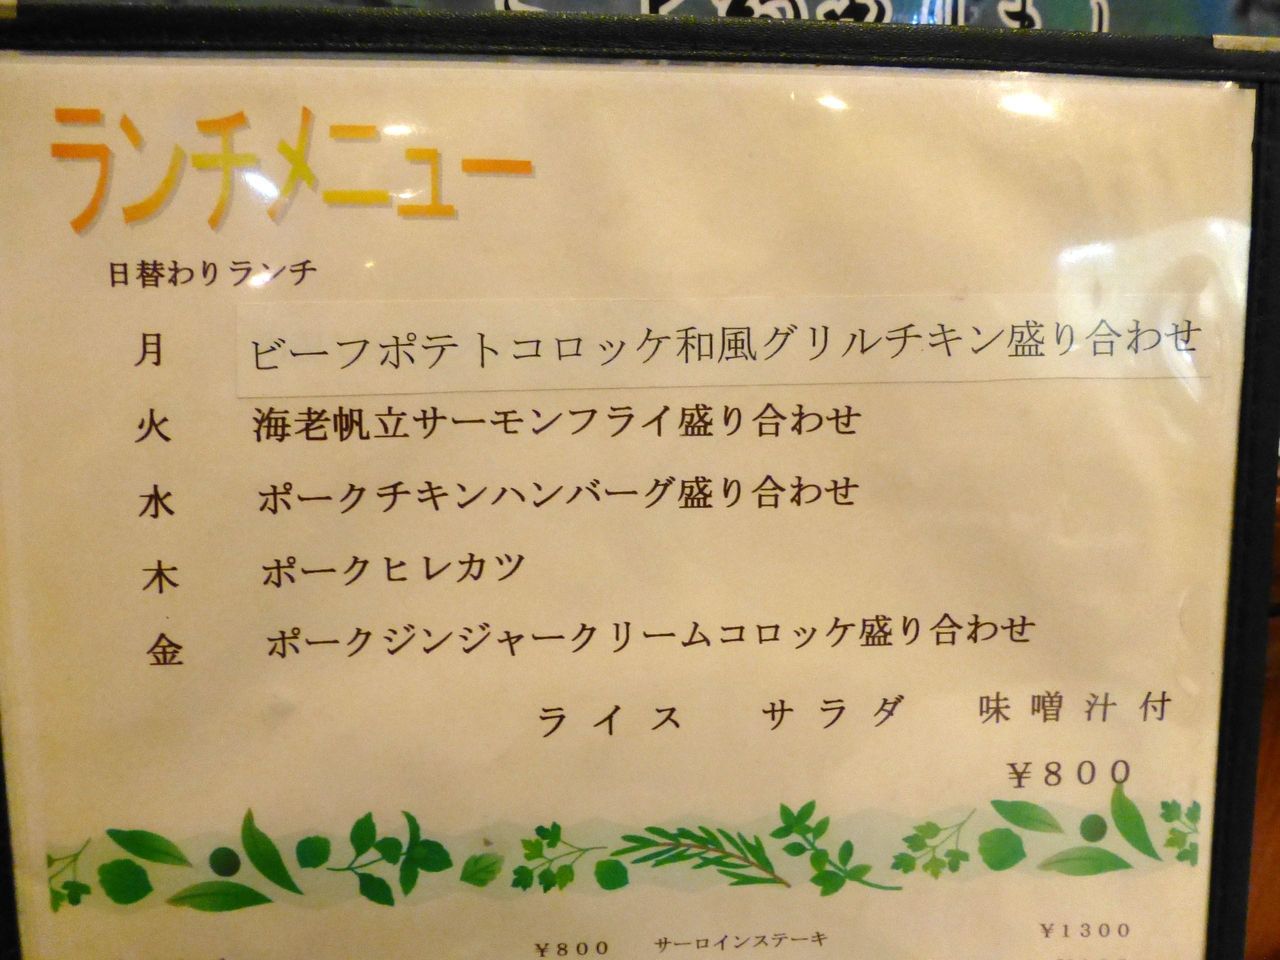 ランチメニュー
日替わりランチ
月 ビーフポテトコロッケ和風グリルチキン盛り合わせ
火 海老帆立サーモンフライ盛り合わせ
水 ポークチキンハンバーグ盛り合わせ
木 ポークヒレカツ
金 ポークジンジャークリームコロッケ盛り合わせ
ライス サラダ 味噌汁付
￥８００
￥８００ サーロインステーキ ￥１３００